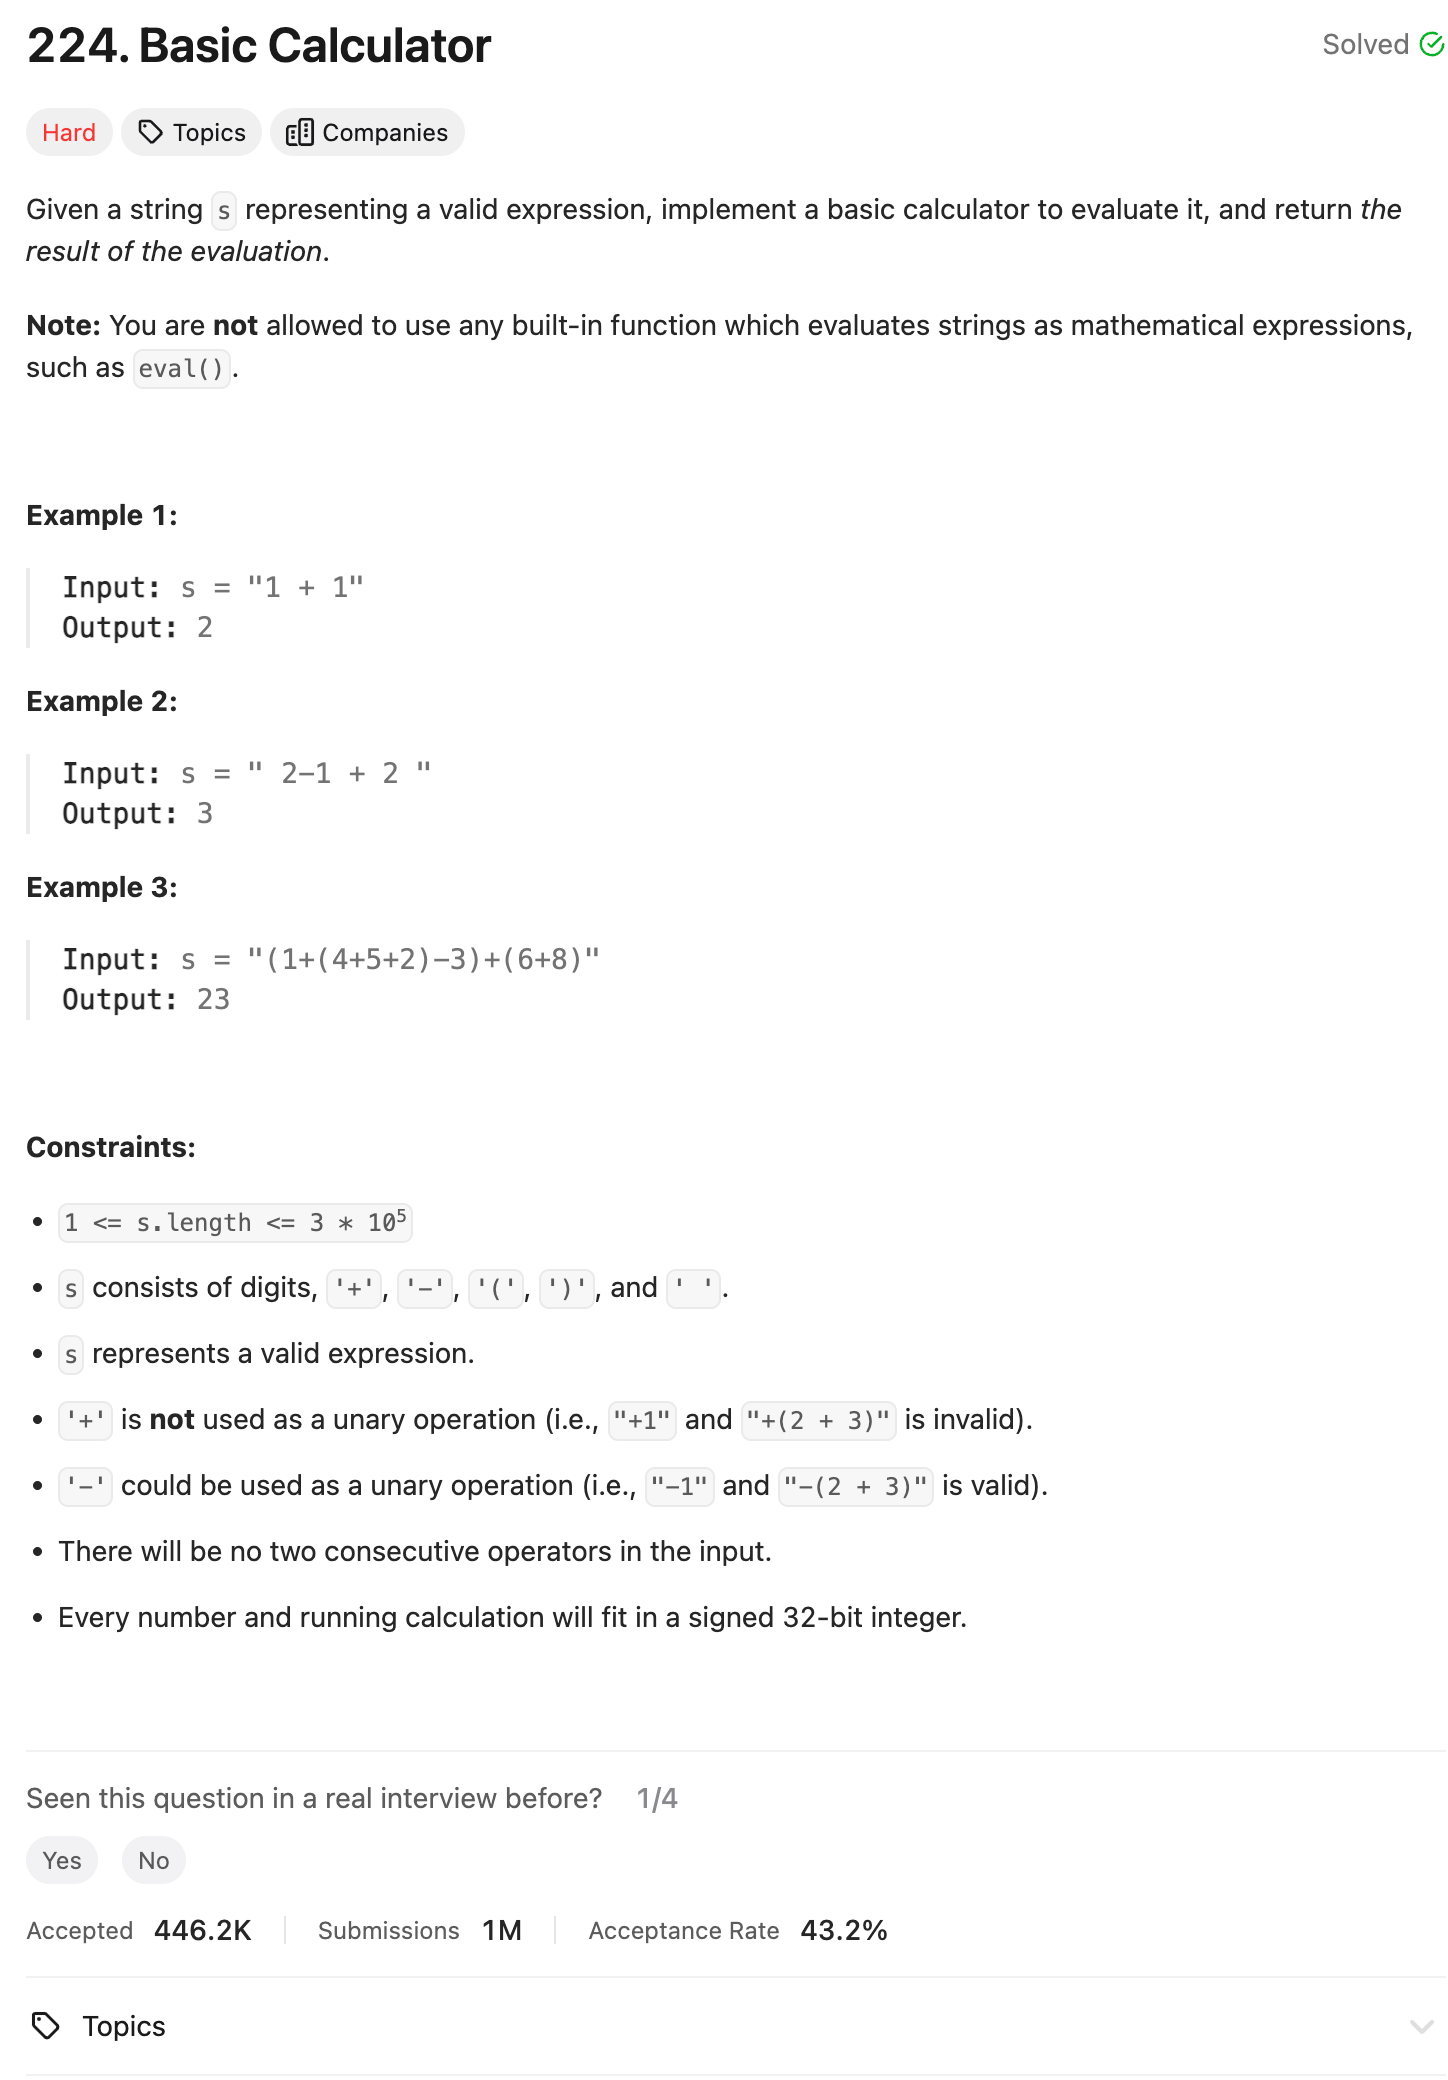 224. Basic Calculator
Solved
Hard
Topics
Companies
Given a string s representing a valid expression, implement a basic calculator to evaluate it, and return the
result of the evaluation.
Note: You are not allowed to use any built-in function which evaluates strings as mathematical expressions,
such as eval().
Example 1:
Input: s = "1 + 1"
Output: 2
Example 2:
Input: s = " 2-1 + 2 "
Output: 3
Example 3:
Input: s = "(1+(4+5+2)-3)+(6+8)"
Output: 23
Constraints:
• 1 <= s.length <= 3 * 10⁵
• s consists of digits, '+', '-', '(', ')', and ' '.
• s represents a valid expression.
• '+' is not used as a unary operation (i.e., "+1" and "+(2 + 3)" is invalid).
• '-' could be used as a unary operation (i.e., "-1" and "-(2 + 3)" is valid).
• There will be no two consecutive operators in the input.
• Every number and running calculation will fit in a signed 32-bit integer.
Seen this question in a real interview before? 1/4
Yes No
Accepted 446.2K Submissions 1M Acceptance Rate 43.2%
Topics